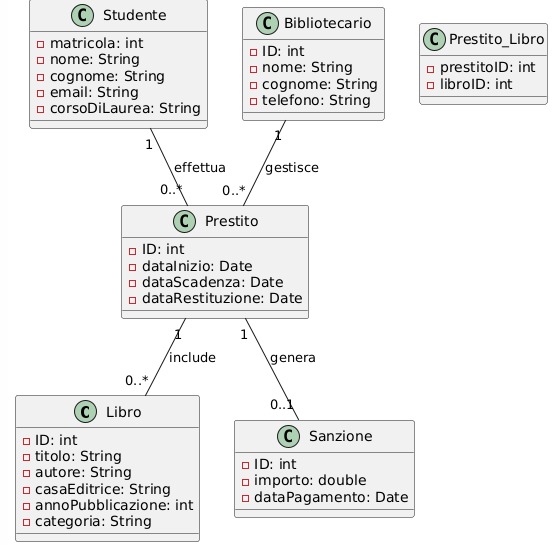 C Studente
matricola: int
nome: String
cognome: String
email: String
corsoDiLaurea: String
C Bibliotecario
ID: int
nome: String
cognome: String
telefono: String
C Prestito_Libro
prestitoID: int
libroID: int
1
effettua
0..*
1
gestisce
0..*
C Prestito
ID: int
dataInizio: Date
dataScadenza: Date
dataRestituzione: Date
1
include
0..*
1
genera
0..1
C Libro
ID: int
titolo: String
autore: String
casaEditrice: String
annoPubblicazione: int
categoria: String
C Sanzione
ID: int
importo: double
dataPagamento: Date